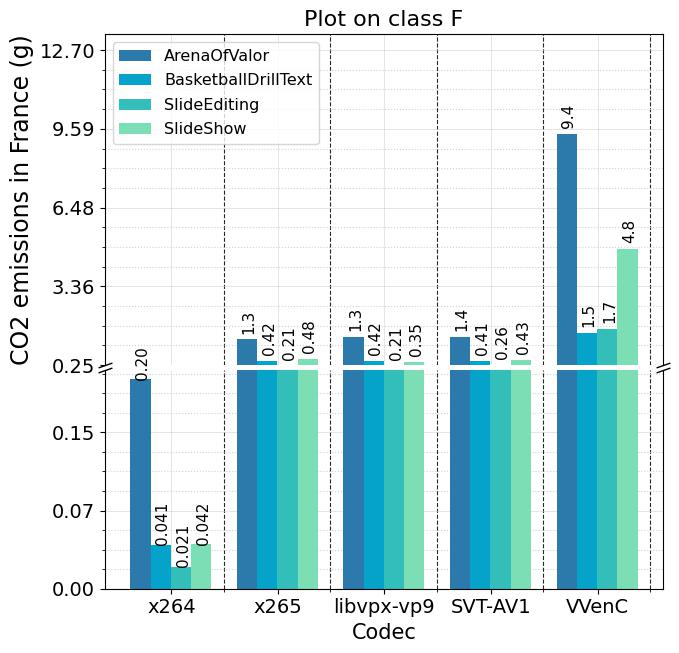 Plot on class F
CO2 emissions in France (g)
12.70
9.59
6.48
3.36
0.25
0.15
0.07
0.00
ArenaOfValor
BasketballDrillText
SlideEditing
SlideShow
0.20
0.041
0.021
0.042
1.3
0.42
0.21
0.48
1.3
0.42
0.21
0.35
1.4
0.41
0.26
0.43
9.4
1.5
1.7
4.8
x264
x265
libvpx-vp9
SVT-AV1
VVenC
Codec